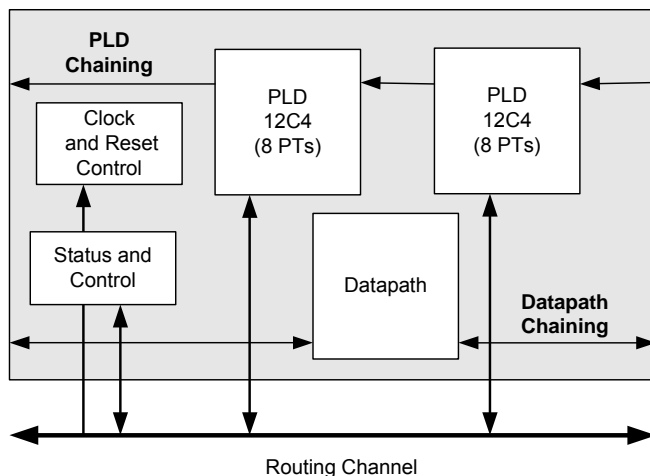 PLD
Chaining
PLD
12C4
(8 PTs)
PLD
12C4
(8 PTs)
Clock
and Reset
Control
Status and
Control
Datapath
Datapath
Chaining
Routing Channel